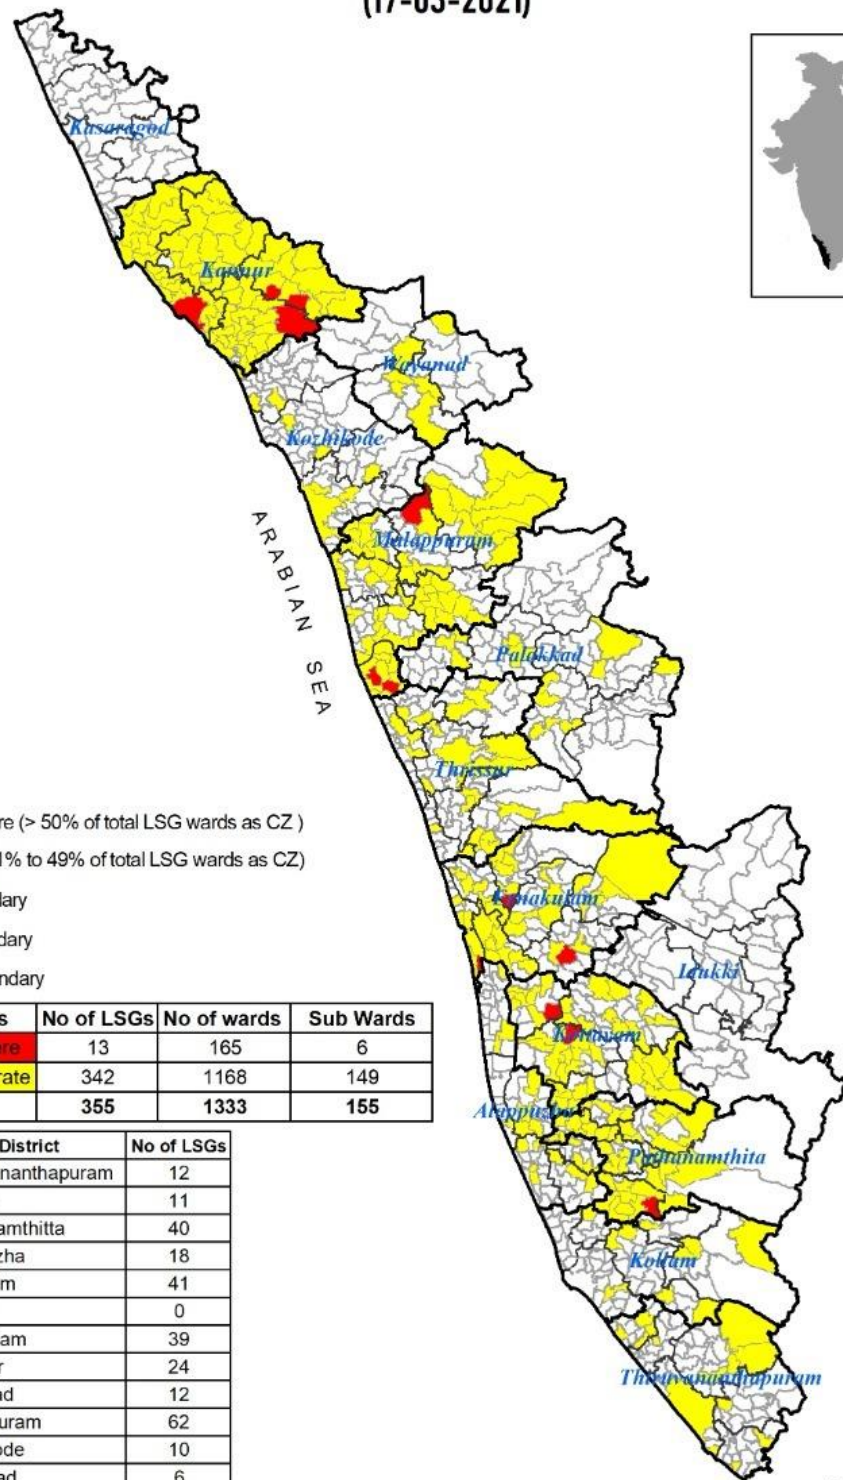 (17-03-2021)
Kasaragod
Kannur
Wayanad
Kozhikode
ARABIAN SEA
Malappuram
Palakkad
Thrissur
re (> 50% of total LSG wards as CZ )
1% to 49% of total LSG wards as CZ)
Ernakulam
lary
dary
ndary
Idukki
s No of LSGs No of wards Sub Wards
re 13 165 6
rate 342 1168 149
355 1333 155
Kottayam
Alappuzha
District No of LSGs
nanthapuram 12
11
amthitta 40
zha 18
m 41
0
am 39
r 24
ad 12
uram 62
ode 10
ad 6
Pathanamthita
Kollam
Thiruvananthapuram